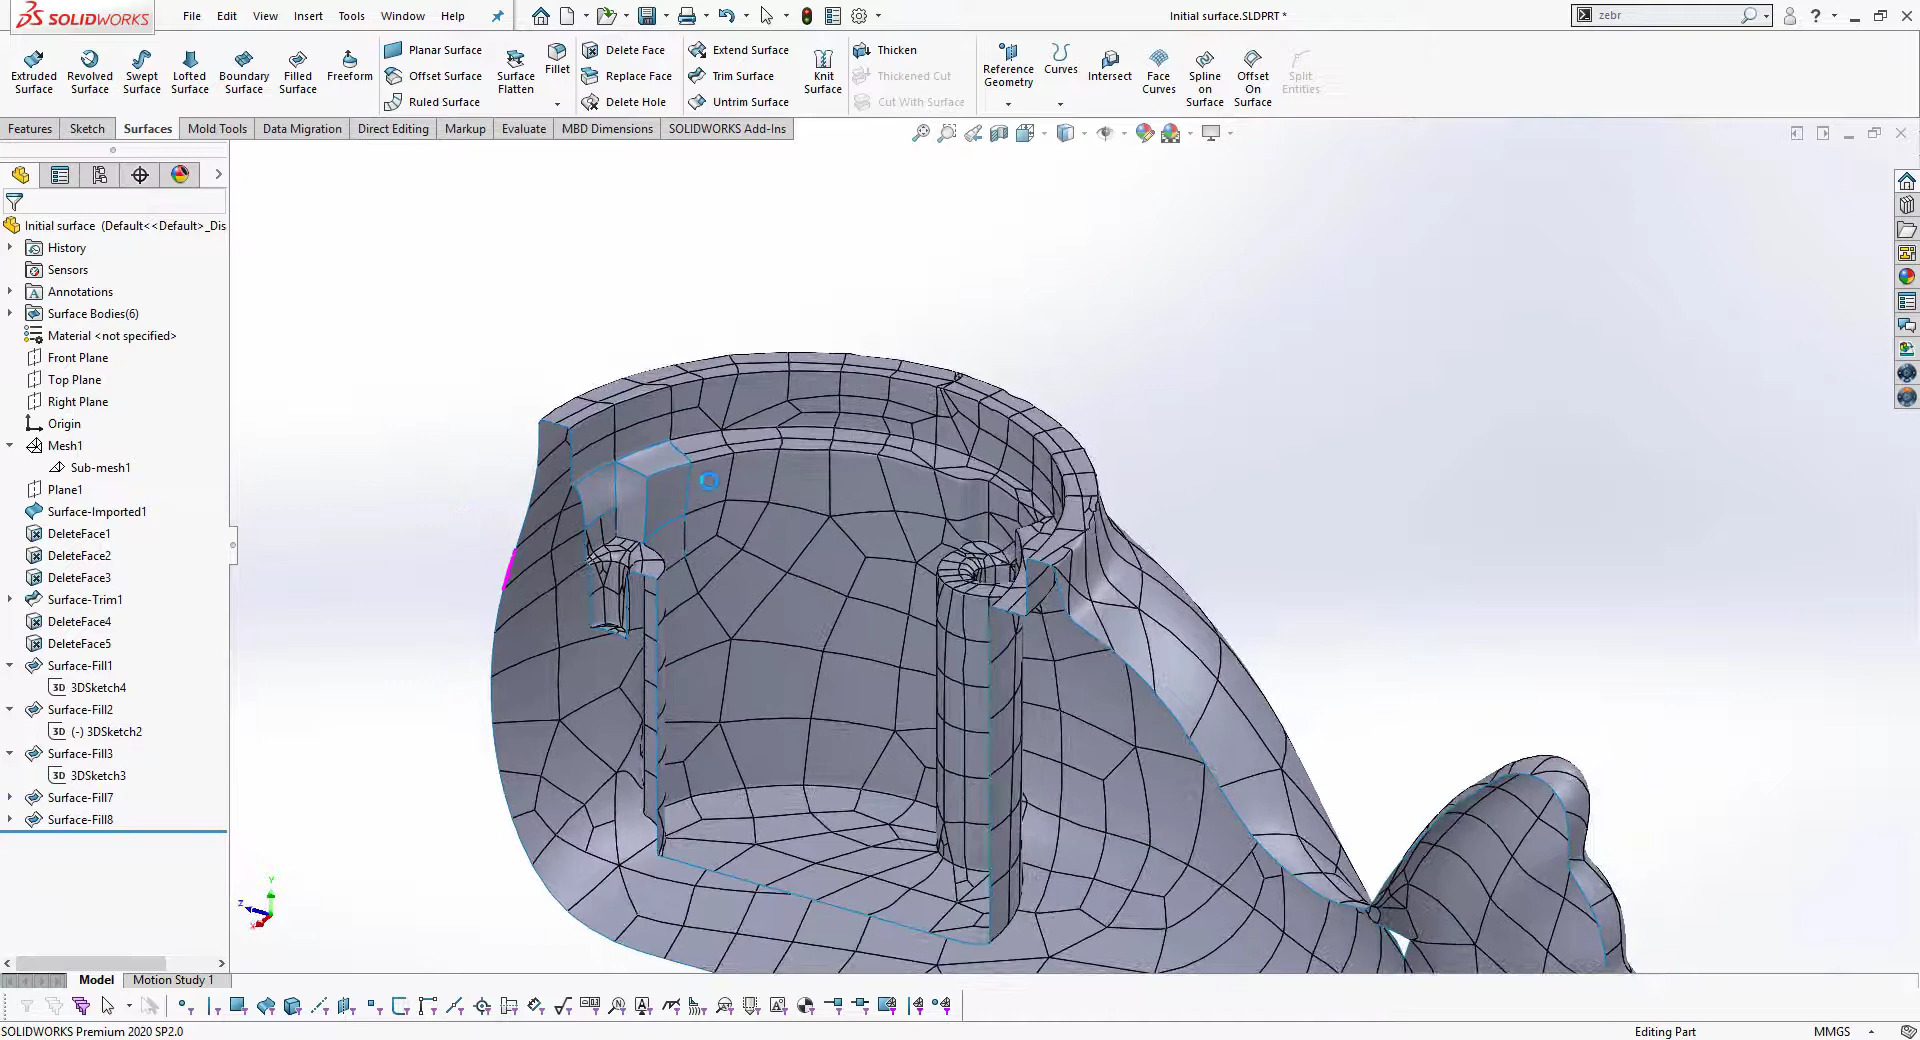 SOLIDWORKS
File Edit View Insert Tools Window Help
Initial surface.SLDPRT *
zebr
Extruded Surface
Revolved Surface
Swept Surface
Lofted Surface
Boundary Surface
Filled Surface
Freeform
Planar Surface
Offset Surface
Ruled Surface
Surface Flatten
Fillet
Delete Face
Replace Face
Delete Hole
Extend Surface
Trim Surface
Untrim Surface
Knit Surface
Thicken
Thickened Cut
Cut With Surface
Reference Geometry
Curves
Intersect
Face Curves
Spline on Surface
Offset On Surface
Split Entities
Features Sketch Surfaces Mold Tools Data Migration Direct Editing Markup Evaluate MBD Dimensions SOLIDWORKS Add-Ins
Initial surface (Default<<Default>_Dis
History
Sensors
Annotations
Surface Bodies(6)
Material <not specified>
Front Plane
Top Plane
Right Plane
Origin
Mesh1
Sub-mesh1
Plane1
Surface-Imported1
DeleteFace1
DeleteFace2
DeleteFace3
Surface-Trim1
DeleteFace4
DeleteFace5
Surface-Fill1
3D 3DSketch4
Surface-Fill2
3D (-) 3DSketch2
Surface-Fill3
3D 3DSketch3
Surface-Fill7
Surface-Fill8
Y
Z
X
Model Motion Study 1
SOLIDWORKS Premium 2020 SP2.0
Editing Part
MMGS